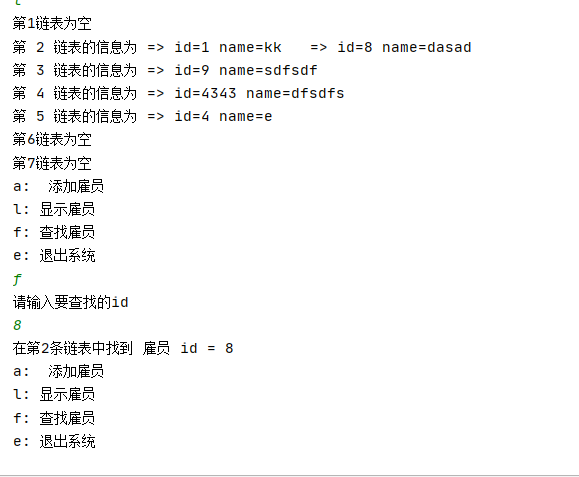 l
第1链表为空
第 2 链表的信息为 => id=1 name=kk   => id=8 name=dasad
第 3 链表的信息为 => id=9 name=sdfsdf
第 4 链表的信息为 => id=4343 name=dfsdfs
第 5 链表的信息为 => id=4 name=e
第6链表为空
第7链表为空
a:  添加雇员
l: 显示雇员
f: 查找雇员
e: 退出系统
f
请输入要查找的id
8
在第2条链表中找到 雇员 id = 8
a:  添加雇员
l: 显示雇员
f: 查找雇员
e: 退出系统